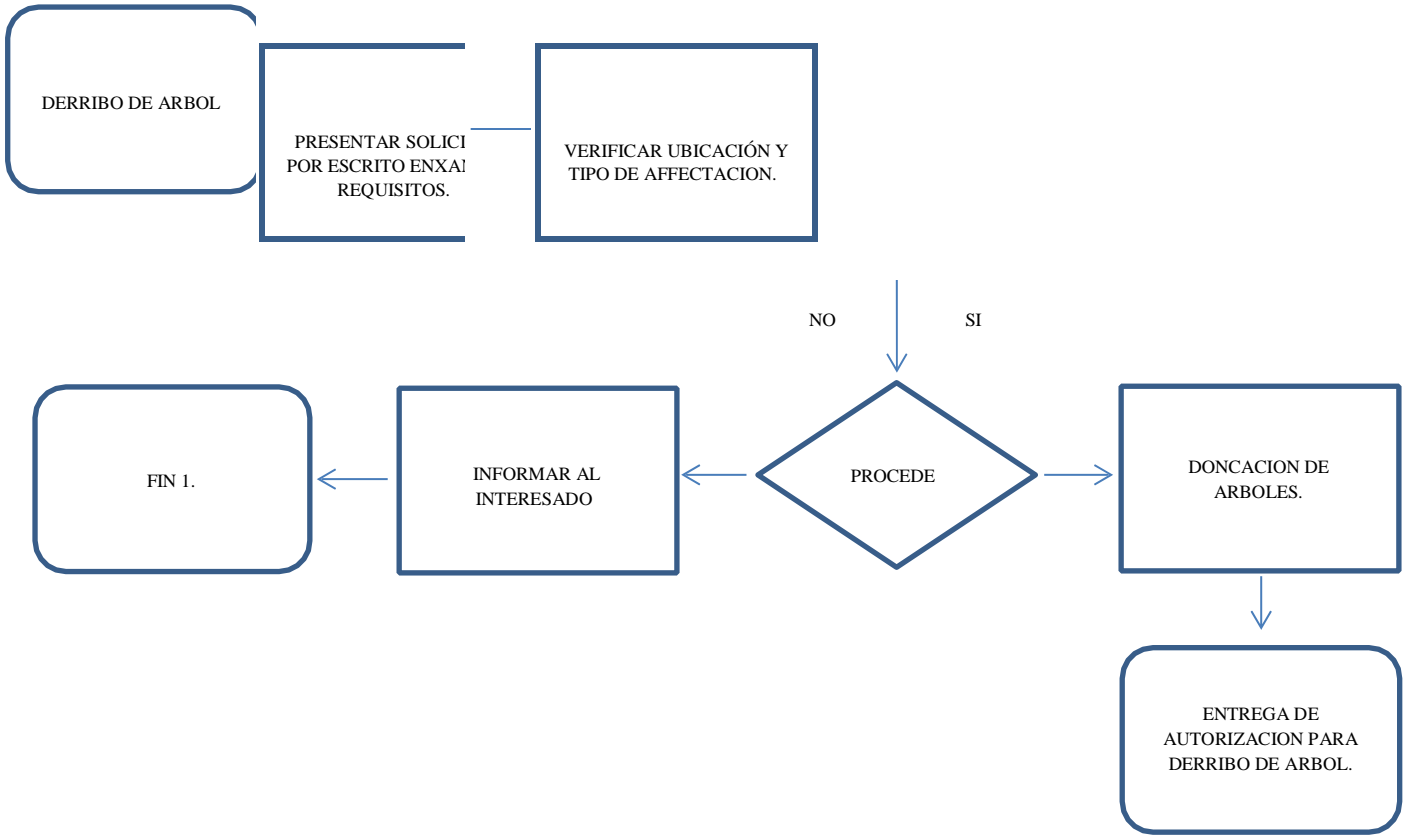 DERRIBO DE ARBOL
PRESENTAR SOLICI
POR ESCRITO ENXAN
REQUISITOS.
VERIFICAR UBICACIÓN Y
TIPO DE AFFECTACION.
NO
SI
FIN 1.
INFORMAR AL
INTERESADO
PROCEDE
DONCACION DE
ARBOLES.
ENTREGA DE
AUTORIZACION PARA
DERRIBO DE ARBOL.